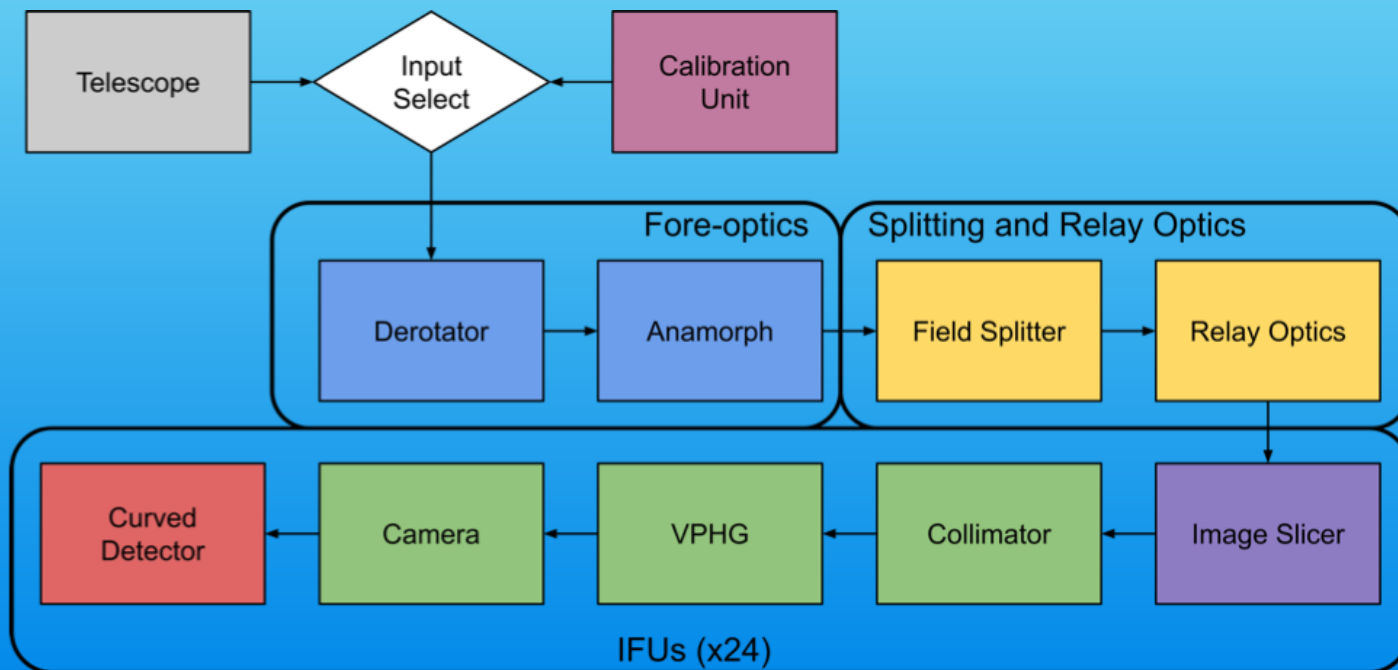 Telescope
Input
Select
Calibration
Unit
Fore-optics
Splitting and Relay Optics
Derotator
Anamorph
Field Splitter
Relay Optics
Curved
Detector
Camera
VPHG
Collimator
Image Slicer
IFUs (x24)